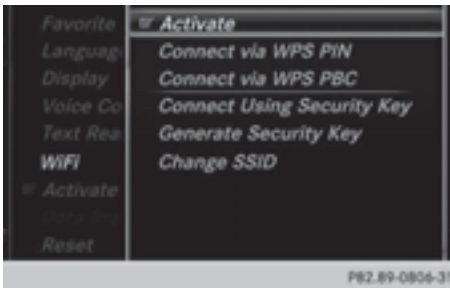 Favorite
Languag
Display
Voice Co
Text Rea
WiFi
Activate
Reset
Activate
Connect via WPS PIN
Connect via WPS PBC
Connect Using Security Key
Generate Security Key
Change SSID
P82.89-0806-31